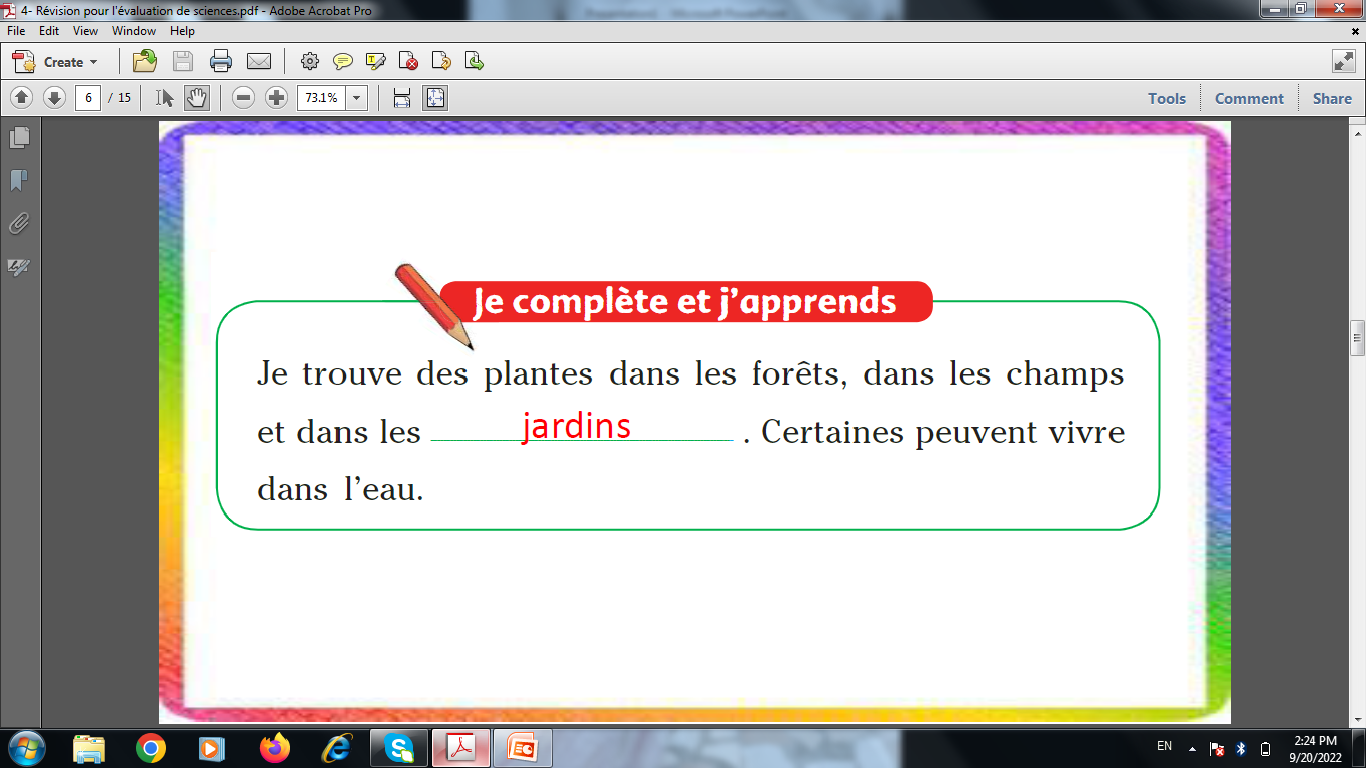 4- Révision pour l'évaluation de sciences.pdf - Adobe Acrobat Pro
File Edit View Window Help
Create
6 / 15 73.1% Tools Comment Share
Je complète et j'apprends
Je trouve des plantes dans les forêts, dans les champs
et dans les jardins . Certaines peuvent vivre
dans l'eau.
EN 2:24 PM
9/20/2022